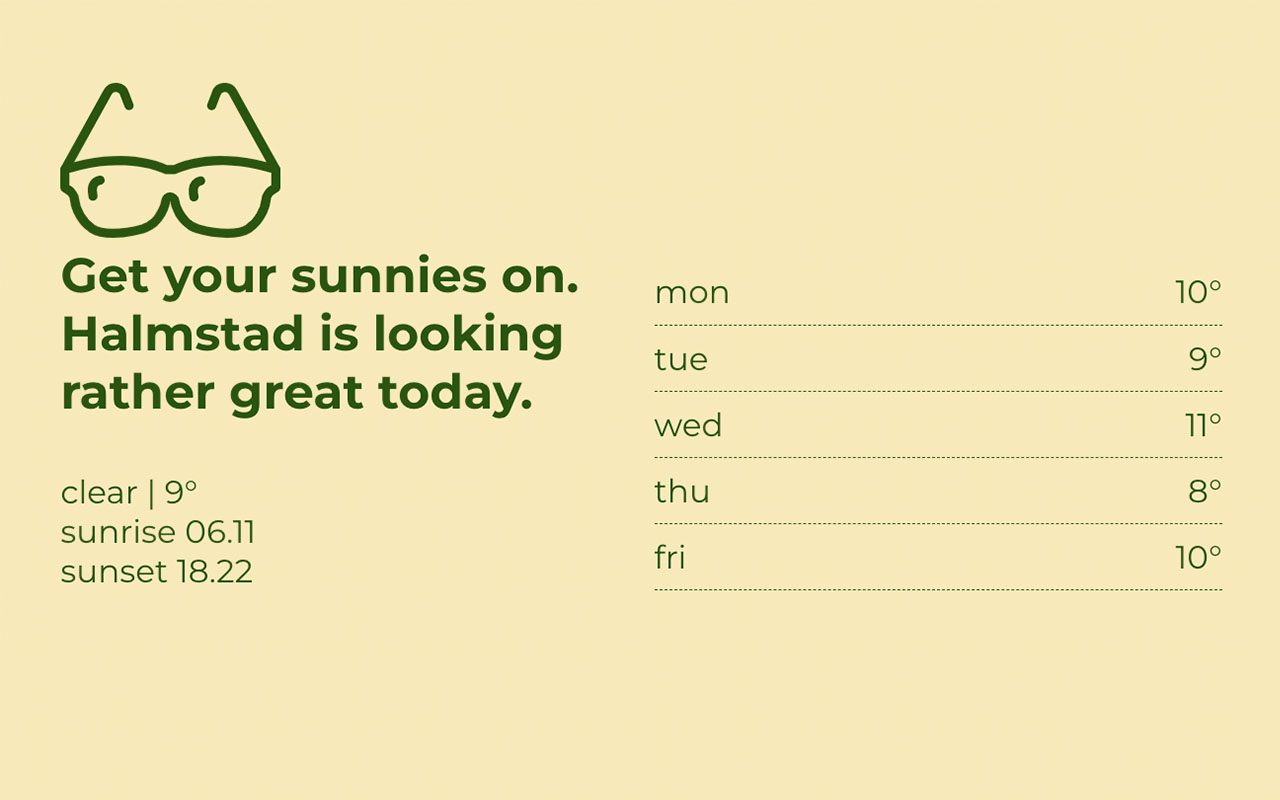 Get your sunnies on.
Halmstad is looking
rather great today.
clear | 9°
sunrise 06.11
sunset 18.22
mon 10°
tue 9°
wed 11°
thu 8°
fri 10°